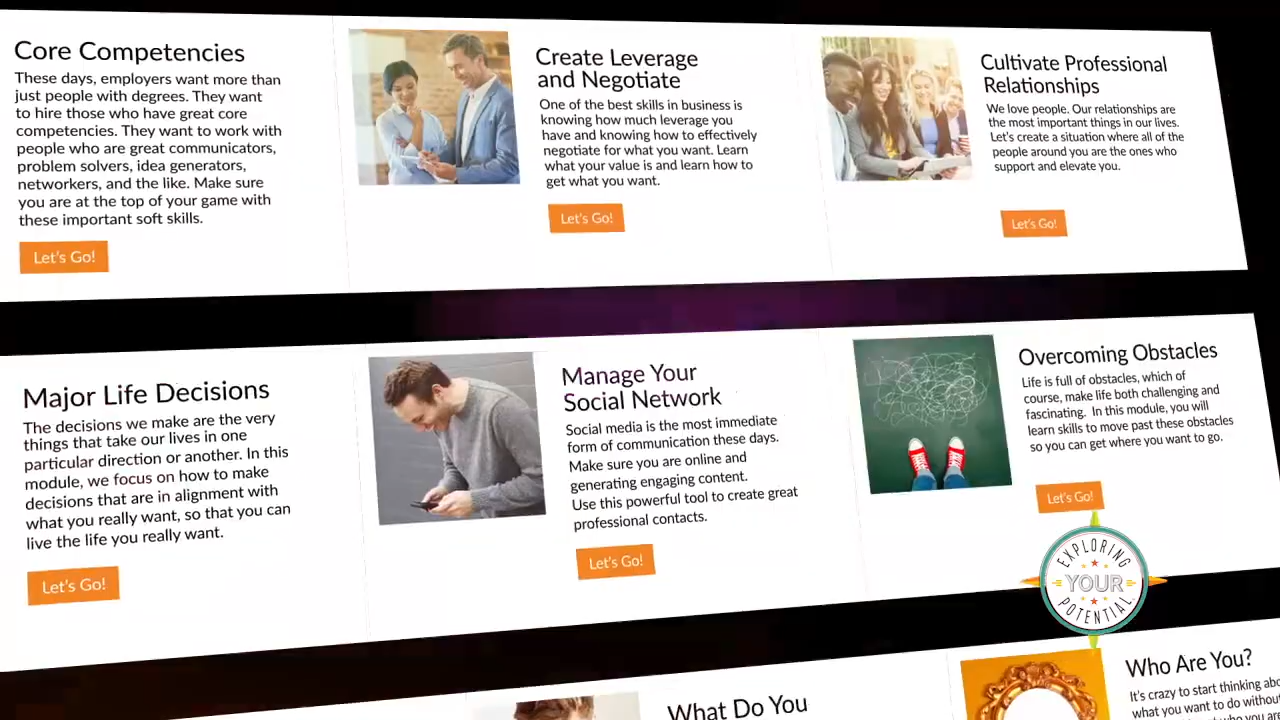 Core Competencies
These days, employers want more than
just people with degrees. They want
to hire those who have great core
competencies. They want to work with
people who are great communicators,
problem solvers, idea generators,
networkers, and the like. Make sure
you are at the top of your game with
these important soft skills.
Let's Go!
Create Leverage
and Negotiate
One of the best skills in business is
knowing how much leverage you
have and knowing how to effectively
negotiate for what you want. Learn
what your value is and learn how to
get what you want.
Let's Go!
Cultivate Professional
Relationships
We love people. Our relationships are
the most important things in our lives.
Let's create a situation where all of the
people around you are the ones who
support and elevate you.
Let's Go!
Major Life Decisions
The decisions we make are the very
things that take our lives in one
particular direction or another. In this
module, we focus on how to make
decisions that are in alignment with
what you really want, so that you can
live the life you really want.
Let's Go!
Manage Your
Social Network
Social media is the most immediate
form of communication these days.
Make sure you are online and
generating engaging content.
Use this powerful tool to create great
professional contacts.
Let's Go!
Overcoming Obstacles
Life is full of obstacles, which of
course, make life both challenging and
fascinating. In this module, you will
learn skills to move past these obstacles
so you can get where you want to go.
Let's Go!
EXPLORING
YOUR
POTENTIAL
What Do You
Who Are You?
It's crazy to start thinking
what you want to do
who you